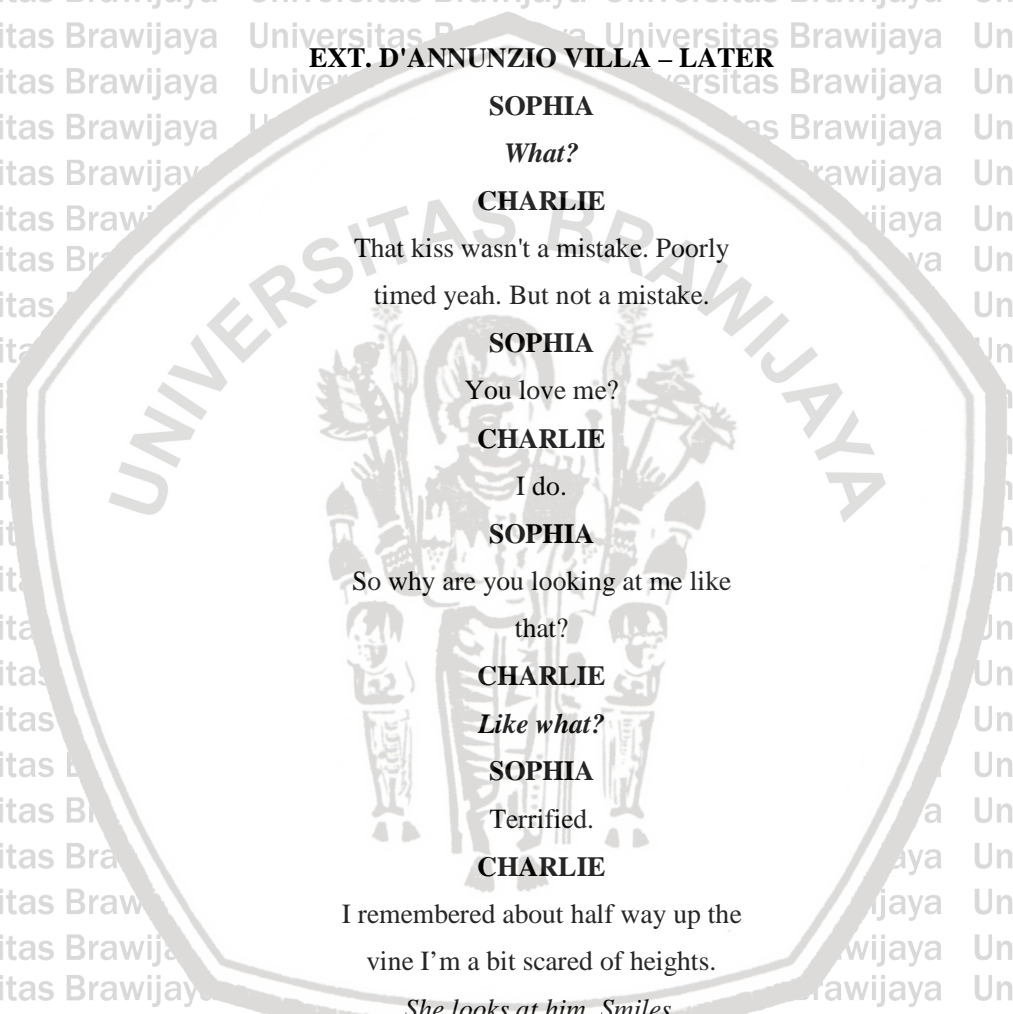 EXT. D'ANNUNZIO VILLA – LATER
SOPHIA
What?
CHARLIE
That kiss wasn't a mistake. Poorly
timed yeah. But not a mistake.
SOPHIA
You love me?
CHARLIE
I do.
SOPHIA
So why are you looking at me like
that?
CHARLIE
Like what?
SOPHIA
Terrified.
CHARLIE
I remembered about half way up the
vine I’m a bit scared of heights.
She looks at him. Smiles.
UNIVERSITAS BRAWIJAYA